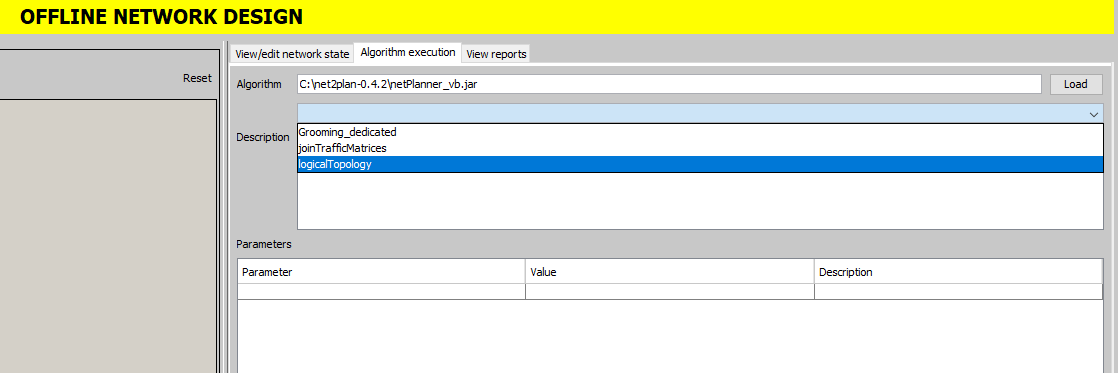 OFFLINE NETWORK DESIGN
View/edit network state Algorithm execution View reports
Reset
Algorithm C:\net2plan-0.4.2\netPlanner_vb.jar Load
Description
Grooming_dedicated
joinTrafficMatrices
logicalTopology
Parameters
Parameter Value Description